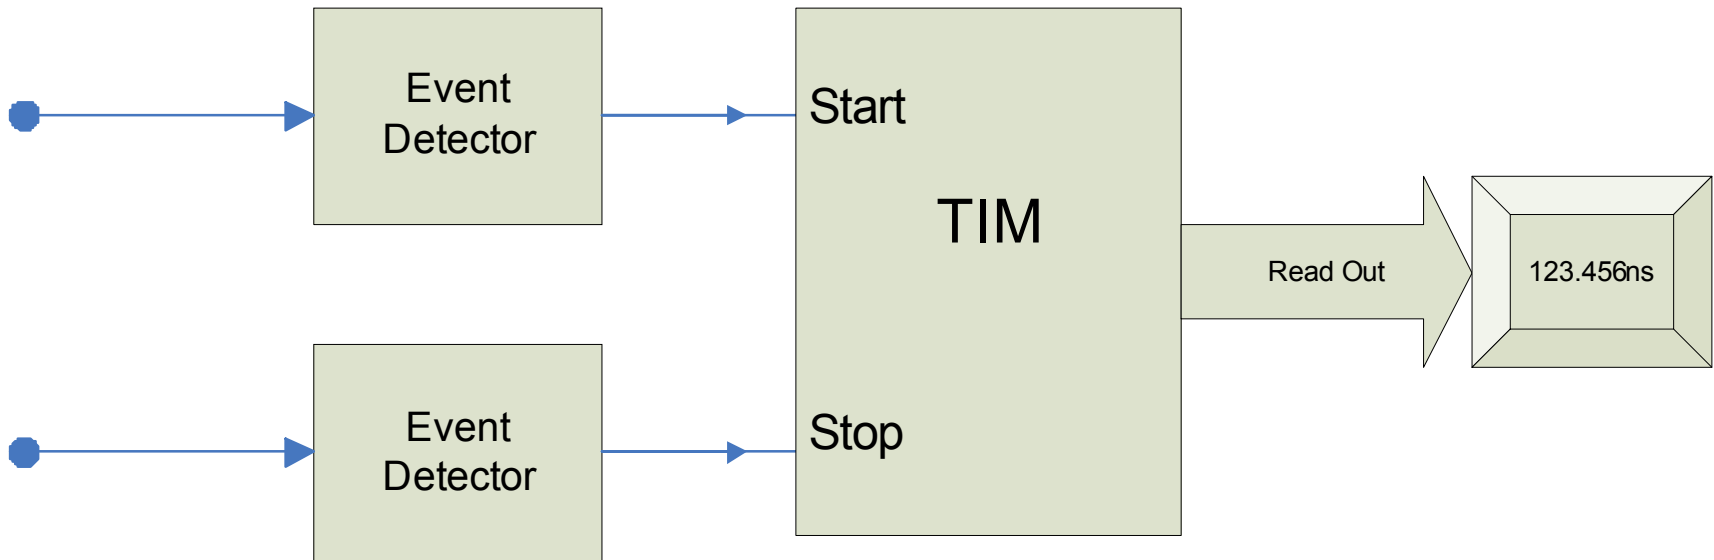 Event
Detector
Start
TIM
Read Out
123.456ns
Event
Detector
Stop